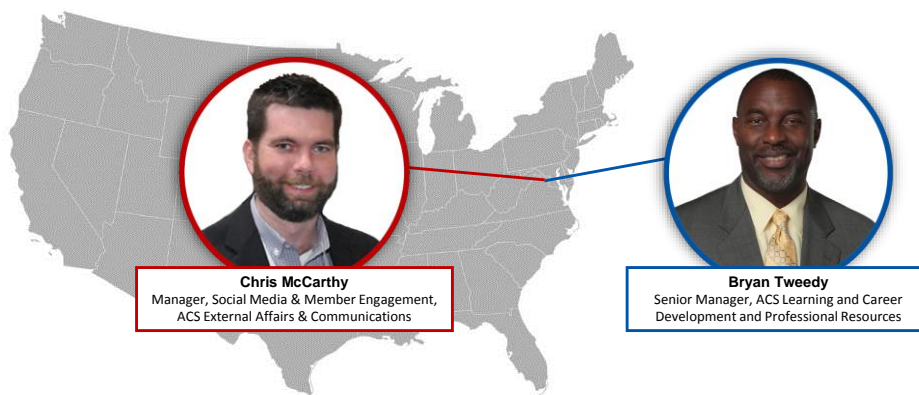 Chris McCarthy
Manager, Social Media & Member Engagement,
ACS External Affairs & Communications
Bryan Tweedy
Senior Manager, ACS Learning and Career
Development and Professional Resources